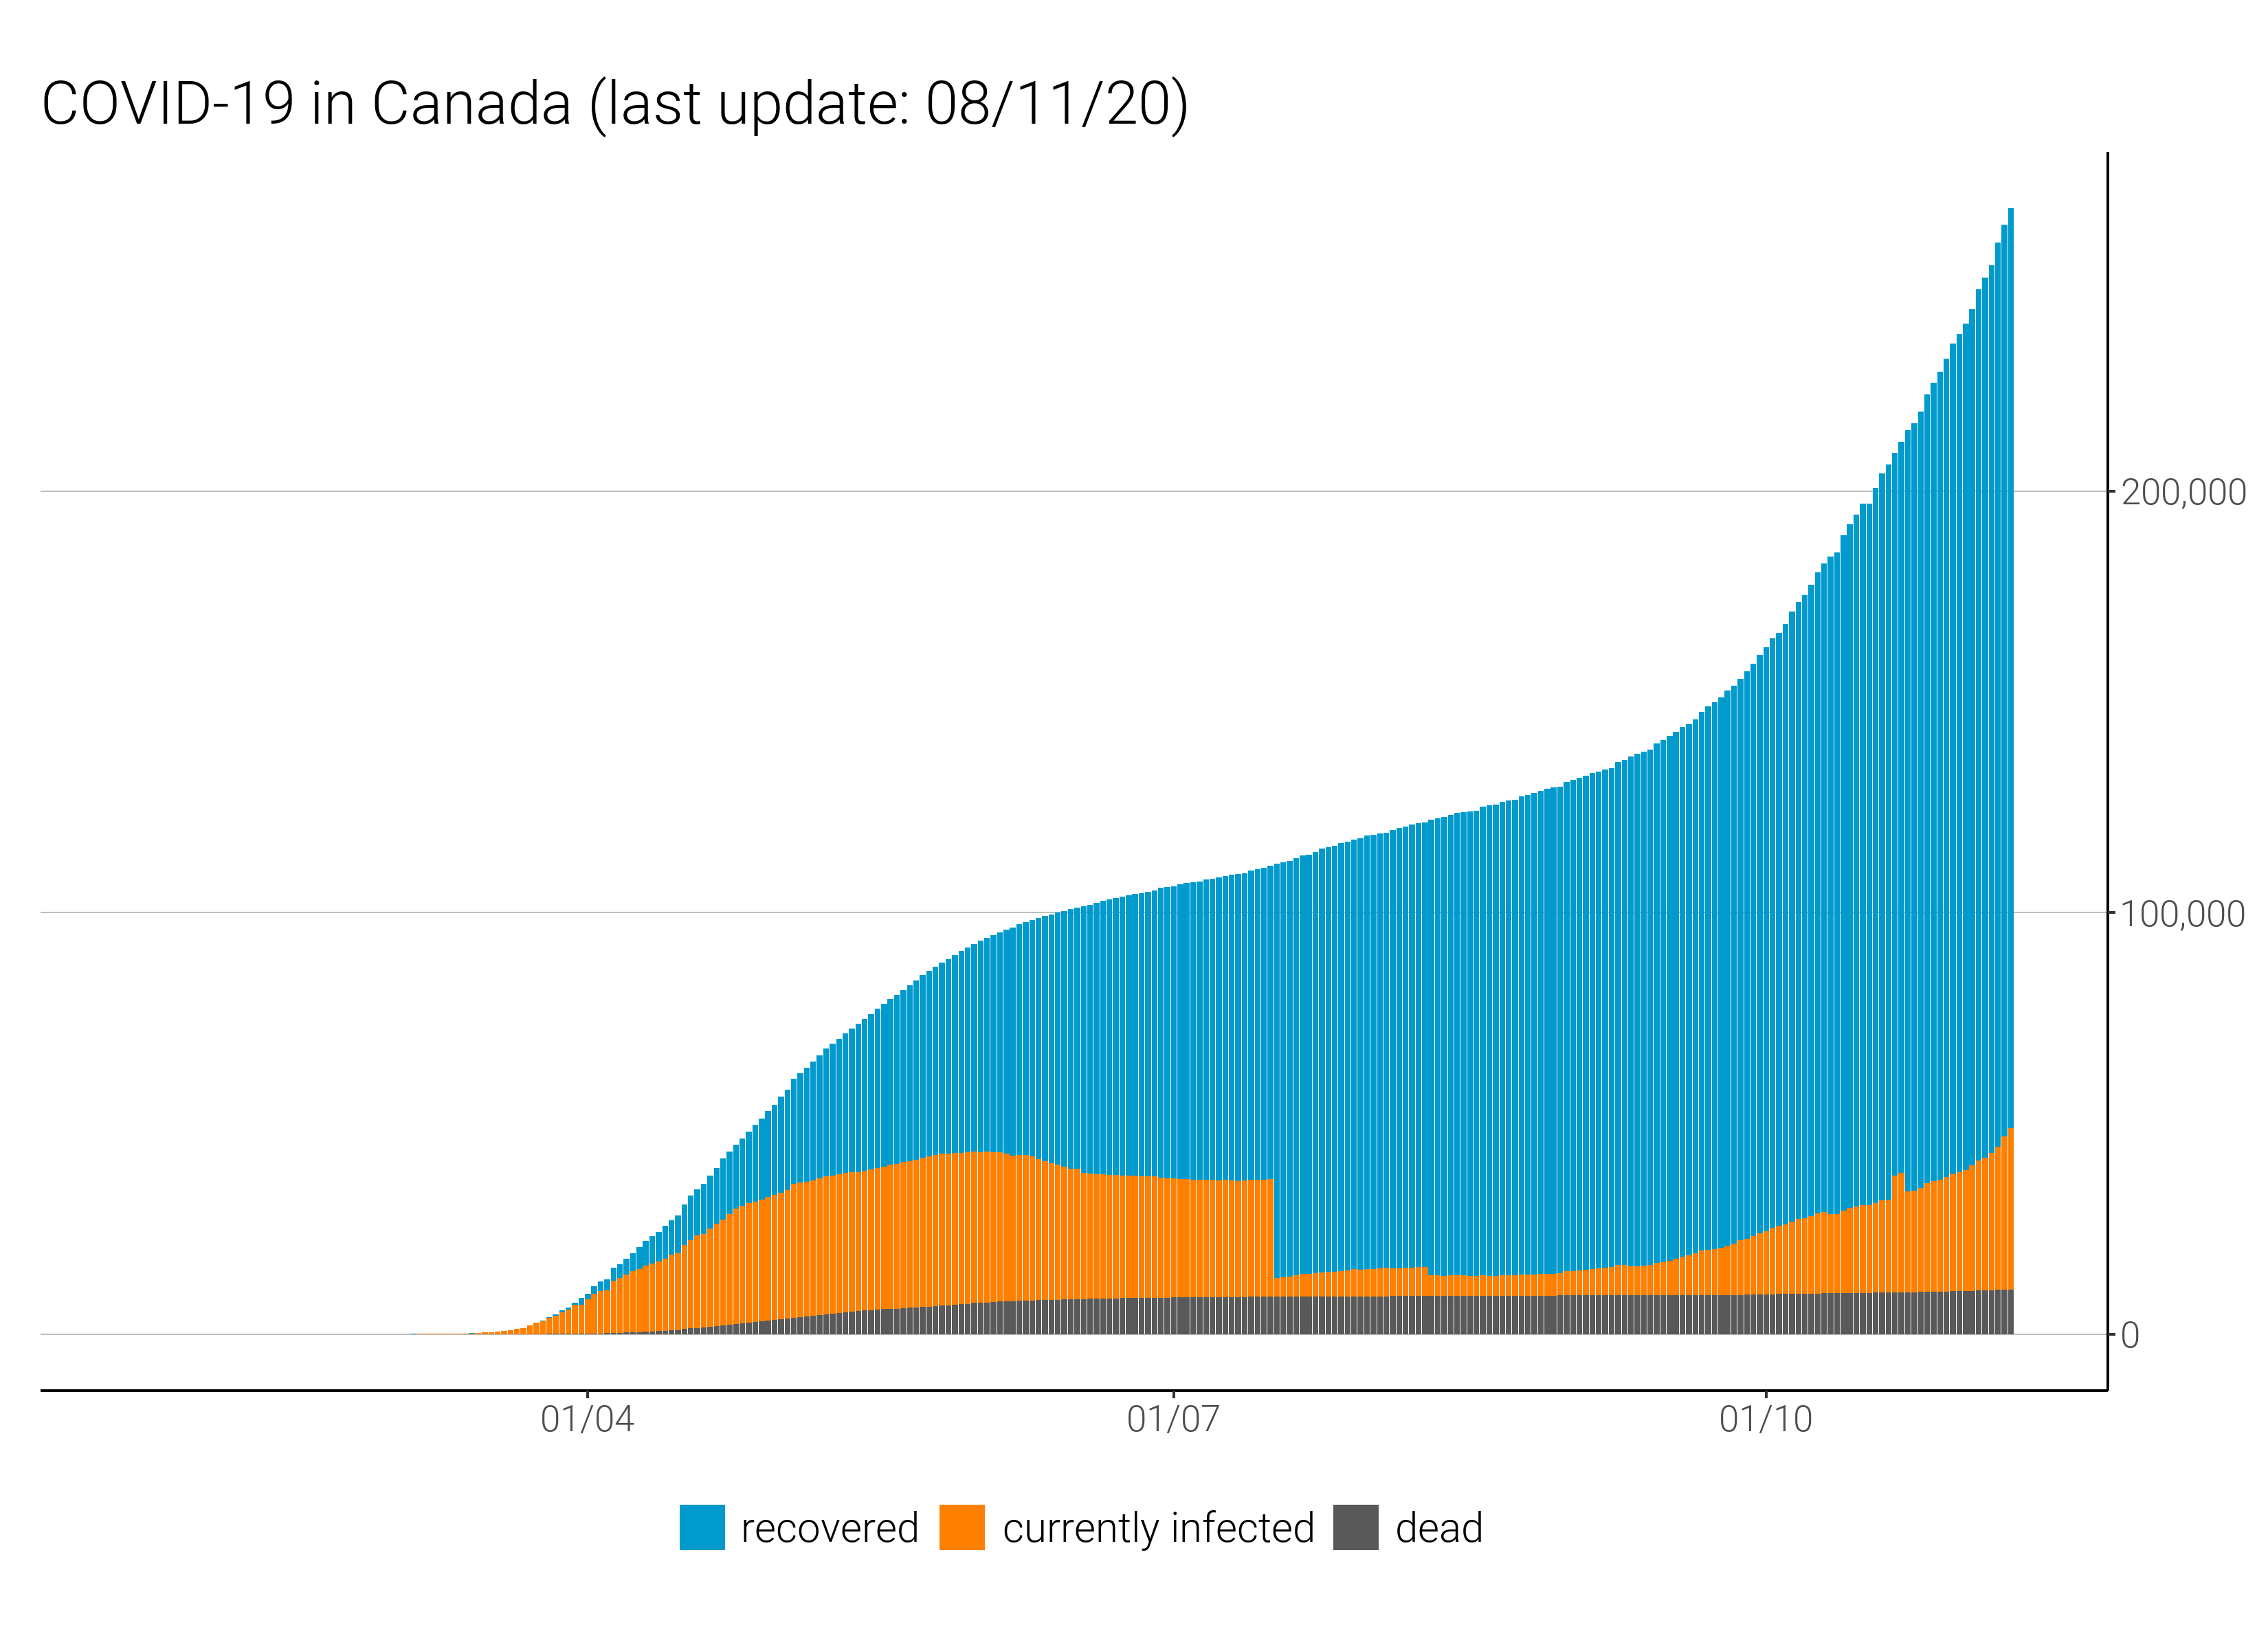 COVID-19 in Canada (last update: 08/11/20)
200,000
100,000
0
01/04 01/07 01/10
recovered currently infected dead